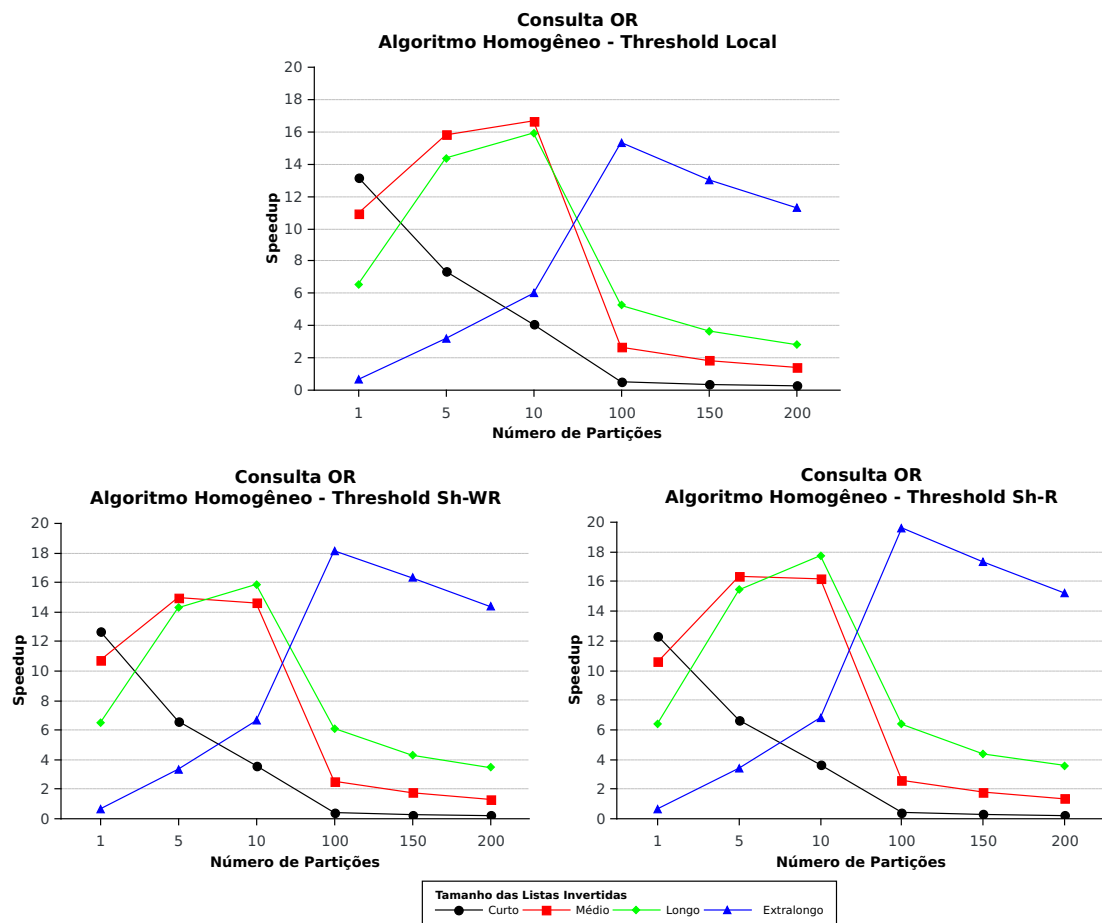 Consulta OR
Algoritmo Homogêneo - Threshold Local
20
18
16
14
12
10
8
6
4
2
0
Speedup
1 5 10 100 150 200
Número de Partições
Consulta OR
Algoritmo Homogêneo - Threshold Sh-WR
20
18
16
14
12
10
8
6
4
2
0
Speedup
1 5 10 100 150 200
Número de Partições
Consulta OR
Algoritmo Homogêneo - Threshold Sh-R
20
18
16
14
12
10
8
6
4
2
0
Speedup
1 5 10 100 150 200
Número de Partições
Tamanho das Listas Invertidas
Curto Médio Longo Extralongo